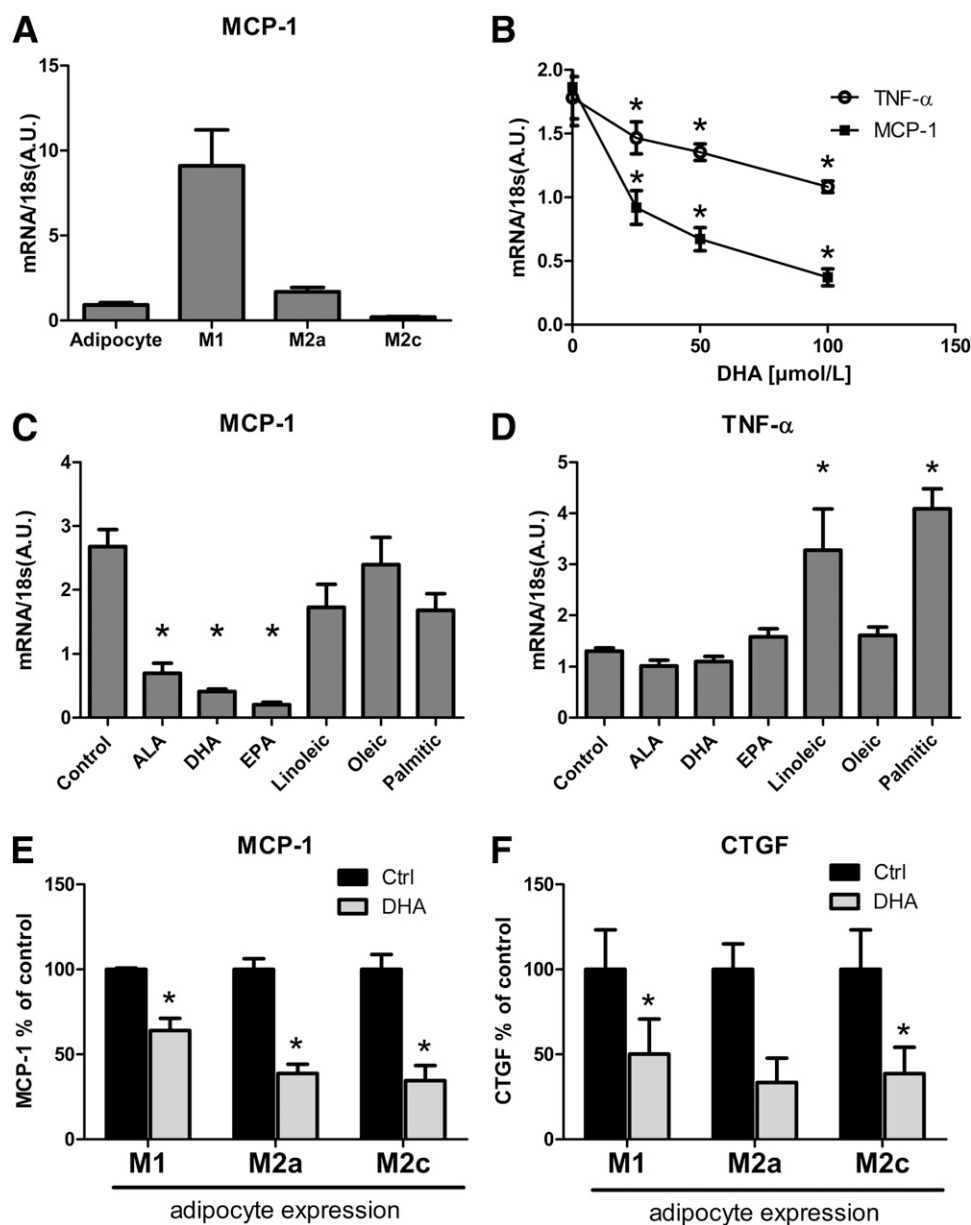 A
MCP-1
mRNA/18s(A.U.)
15
10
5
0
Adipocyte
M1
M2a
M2c
B
mRNA/18s(A.U.)
2.0
1.5
1.0
0.5
0.0
TNF-α
MCP-1
*
*
*
*
*
*
0
50
100
150
DHA [µmol/L]
C
MCP-1
mRNA/18s(A.U.)
4
3
2
1
0
*
*
*
Control
ALA
DHA
EPA
Linoleic
Oleic
Palmitic
D
TNF-α
mRNA/18s(A.U.)
5
4
3
2
1
0
*
*
Control
ALA
DHA
EPA
Linoleic
Oleic
Palmitic
E
MCP-1
MCP-1 % of control
150
100
50
0
Ctrl
DHA
*
*
*
M1
M2a
M2c
adipocyte expression
F
CTGF
CTGF % of control
150
100
50
0
Ctrl
DHA
*
*
M1
M2a
M2c
adipocyte expression